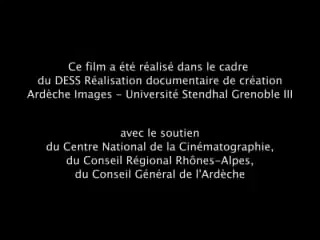 Ce film a été réalisé dans le cadre
du DESS Réalisation documentaire de création
Ardèche Images - Université Stendhal Grenoble III
avec le soutien
du Centre National de la Cinématographie,
du Conseil Régional Rhônes-Alpes,
du Conseil Général de l'Ardèche